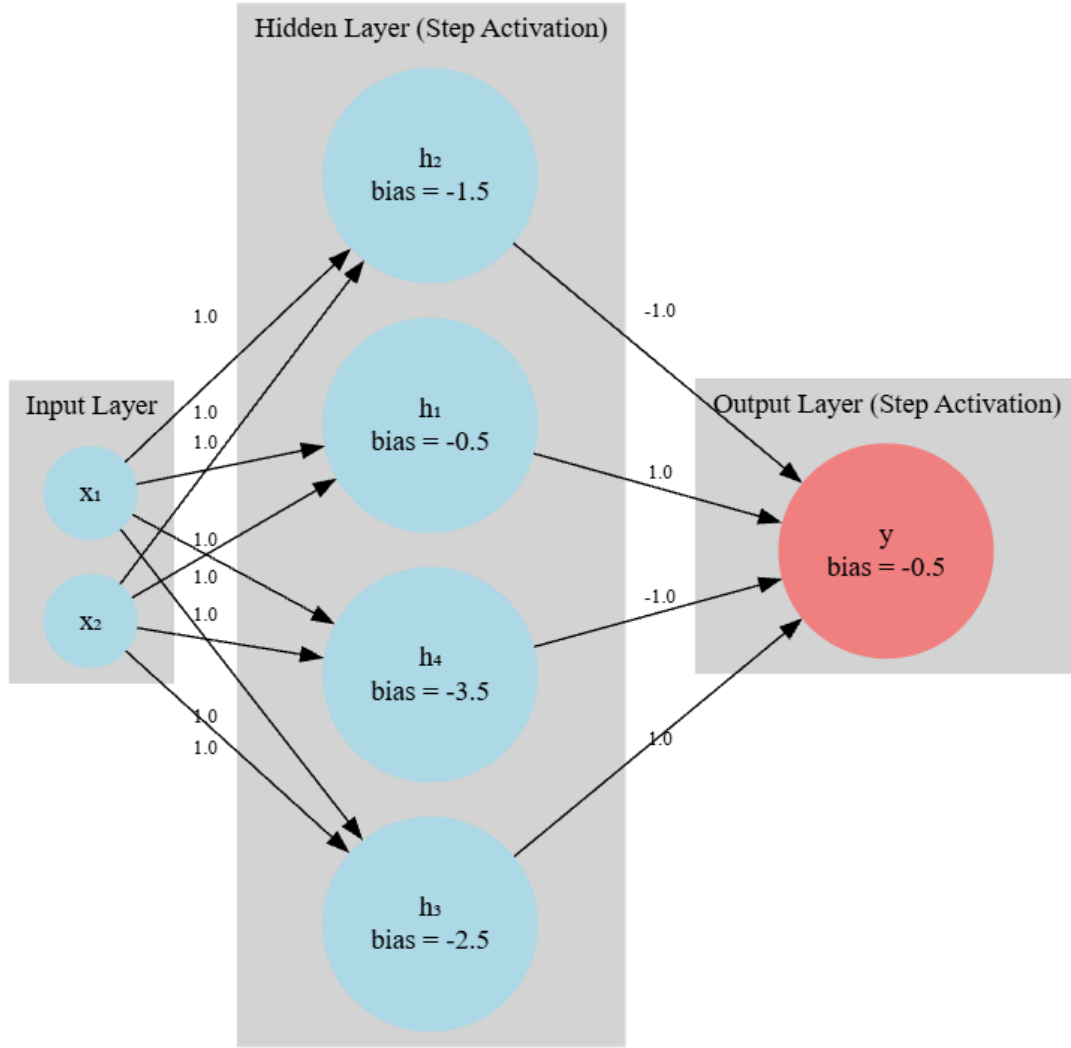 Hidden Layer (Step Activation)
h₂
bias = -1.5
1.0
-1.0
Input Layer
Output Layer (Step Activation)
h₁
bias = -0.5
1.0
1.0
1.0
x₁
y
bias = -0.5
1.0
1.0
-1.0
1.0
x₂
h₄
bias = -3.5
1.0
1.0
1.0
h₃
bias = -2.5